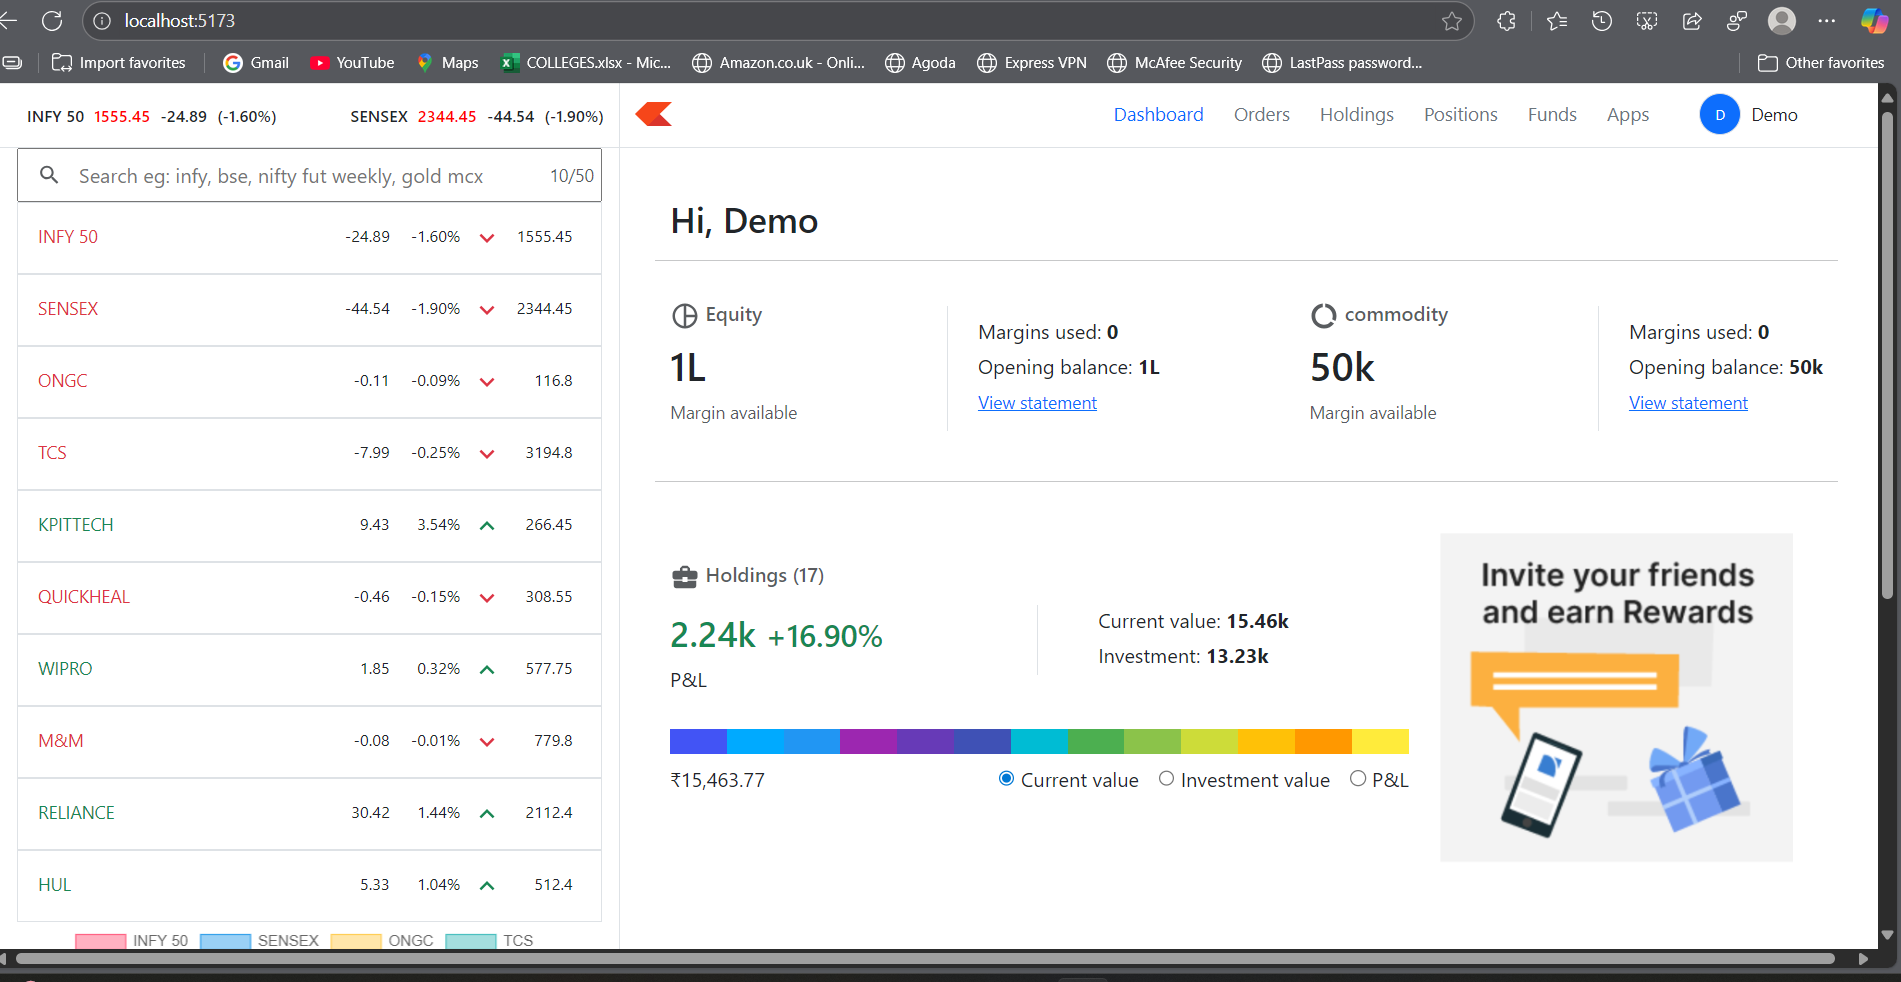 localhost:5173
Import favorites Gmail YouTube Maps COLLEGES.xlsx - Mic... Amazon.co.uk - Onli... Agoda Express VPN McAfee Security LastPass password... Other favorites
INFY 50 1555.45 -24.89 (-1.60%) SENSEX 2344.45 -44.54 (-1.90%)
Dashboard Orders Holdings Positions Funds Apps D Demo
Search eg: infy, bse, nifty fut weekly, gold mcx 10/50
INFY 50 -24.89 -1.60% 1555.45
SENSEX -44.54 -1.90% 2344.45
ONGC -0.11 -0.09% 116.8
TCS -7.99 -0.25% 3194.8
KPITTECH 9.43 3.54% 266.45
QUICKHEAL -0.46 -0.15% 308.55
WIPRO 1.85 0.32% 577.75
M&M -0.08 -0.01% 779.8
RELIANCE 30.42 1.44% 2112.4
HUL 5.33 1.04% 512.4
INFY 50 SENSEX ONGC TCS
Hi, Demo
Equity
1L
Margin available
Margins used: 0
Opening balance: 1L
View statement
commodity
50k
Margin available
Margins used: 0
Opening balance: 50k
View statement
Holdings (17)
2.24k +16.90%
P&L
Current value: 15.46k
Investment: 13.23k
₹15,463.77 Current value Investment value P&L
Invite your friends
and earn Rewards